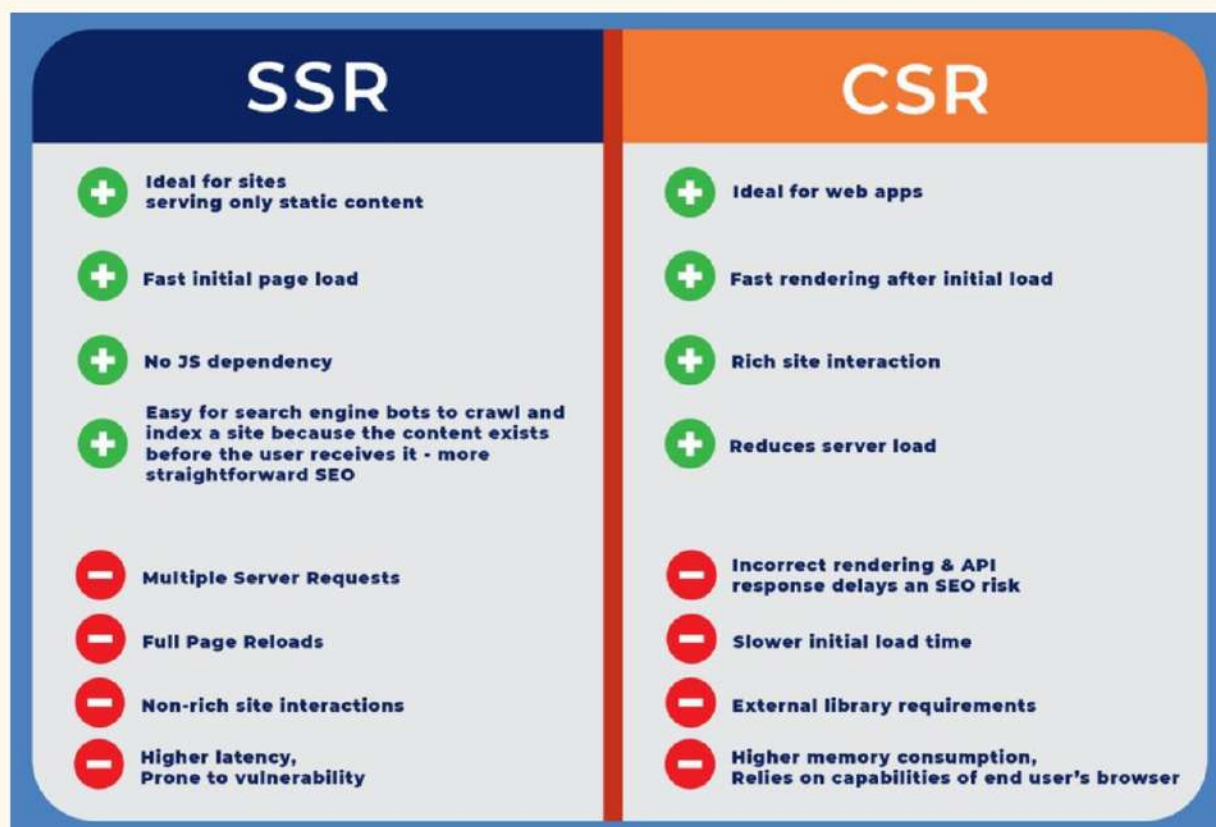 SSR
Ideal for sites
serving only static content
Fast initial page load
No JS dependency
Easy for search engine bots to crawl and
index a site because the content exists
before the user receives it - more
straightforward SEO
Multiple Server Requests
Full Page Reloads
Non-rich site interactions
Higher latency,
Prone to vulnerability
CSR
Ideal for web apps
Fast rendering after initial load
Rich site interaction
Reduces server load
Incorrect rendering & API
response delays an SEO risk
Slower initial load time
External library requirements
Higher memory consumption,
Relies on capabilities of end user's browser